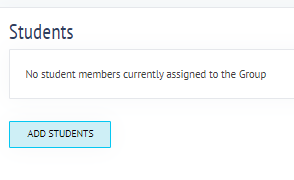 Students
No student members currently assigned to the Group
ADD STUDENTS